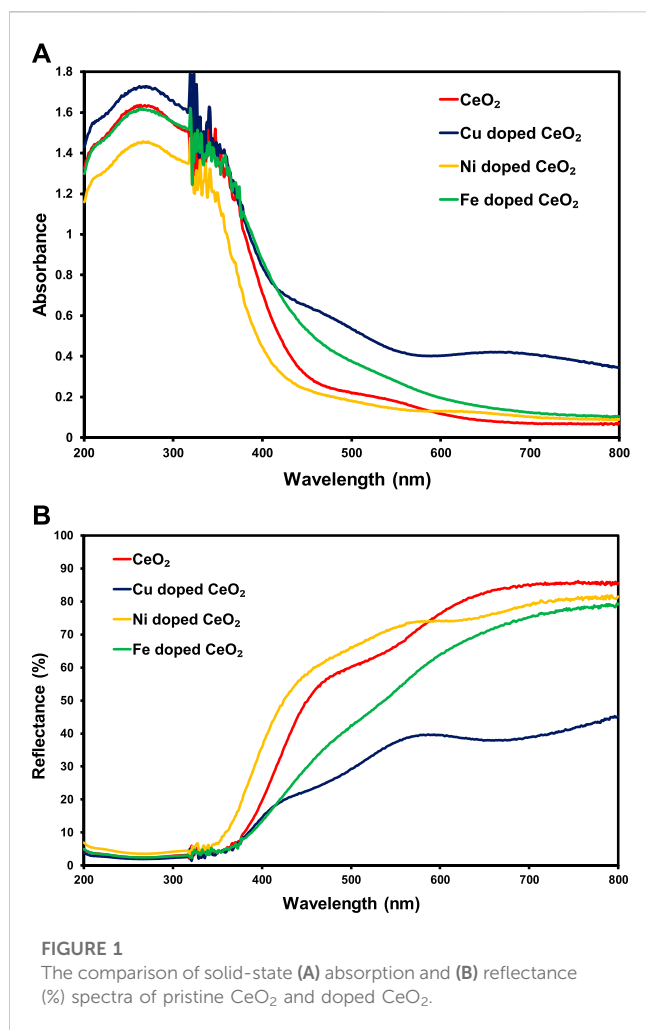 A
1.8
1.6
1.4
1.2
1
0.8
0.6
0.4
0.2
0
Absorbance
CeO₂
Cu doped CeO₂
Ni doped CeO₂
Fe doped CeO₂
200 300 400 500 600 700 800
Wavelength (nm)
B
100
90
80
70
60
50
40
30
20
10
0
Reflectance (%)
CeO₂
Cu doped CeO₂
Ni doped CeO₂
Fe doped CeO₂
200 300 400 500 600 700 800
Wavelength (nm)
FIGURE 1
The comparison of solid-state (A) absorption and (B) reflectance
(%) spectra of pristine CeO₂ and doped CeO₂.